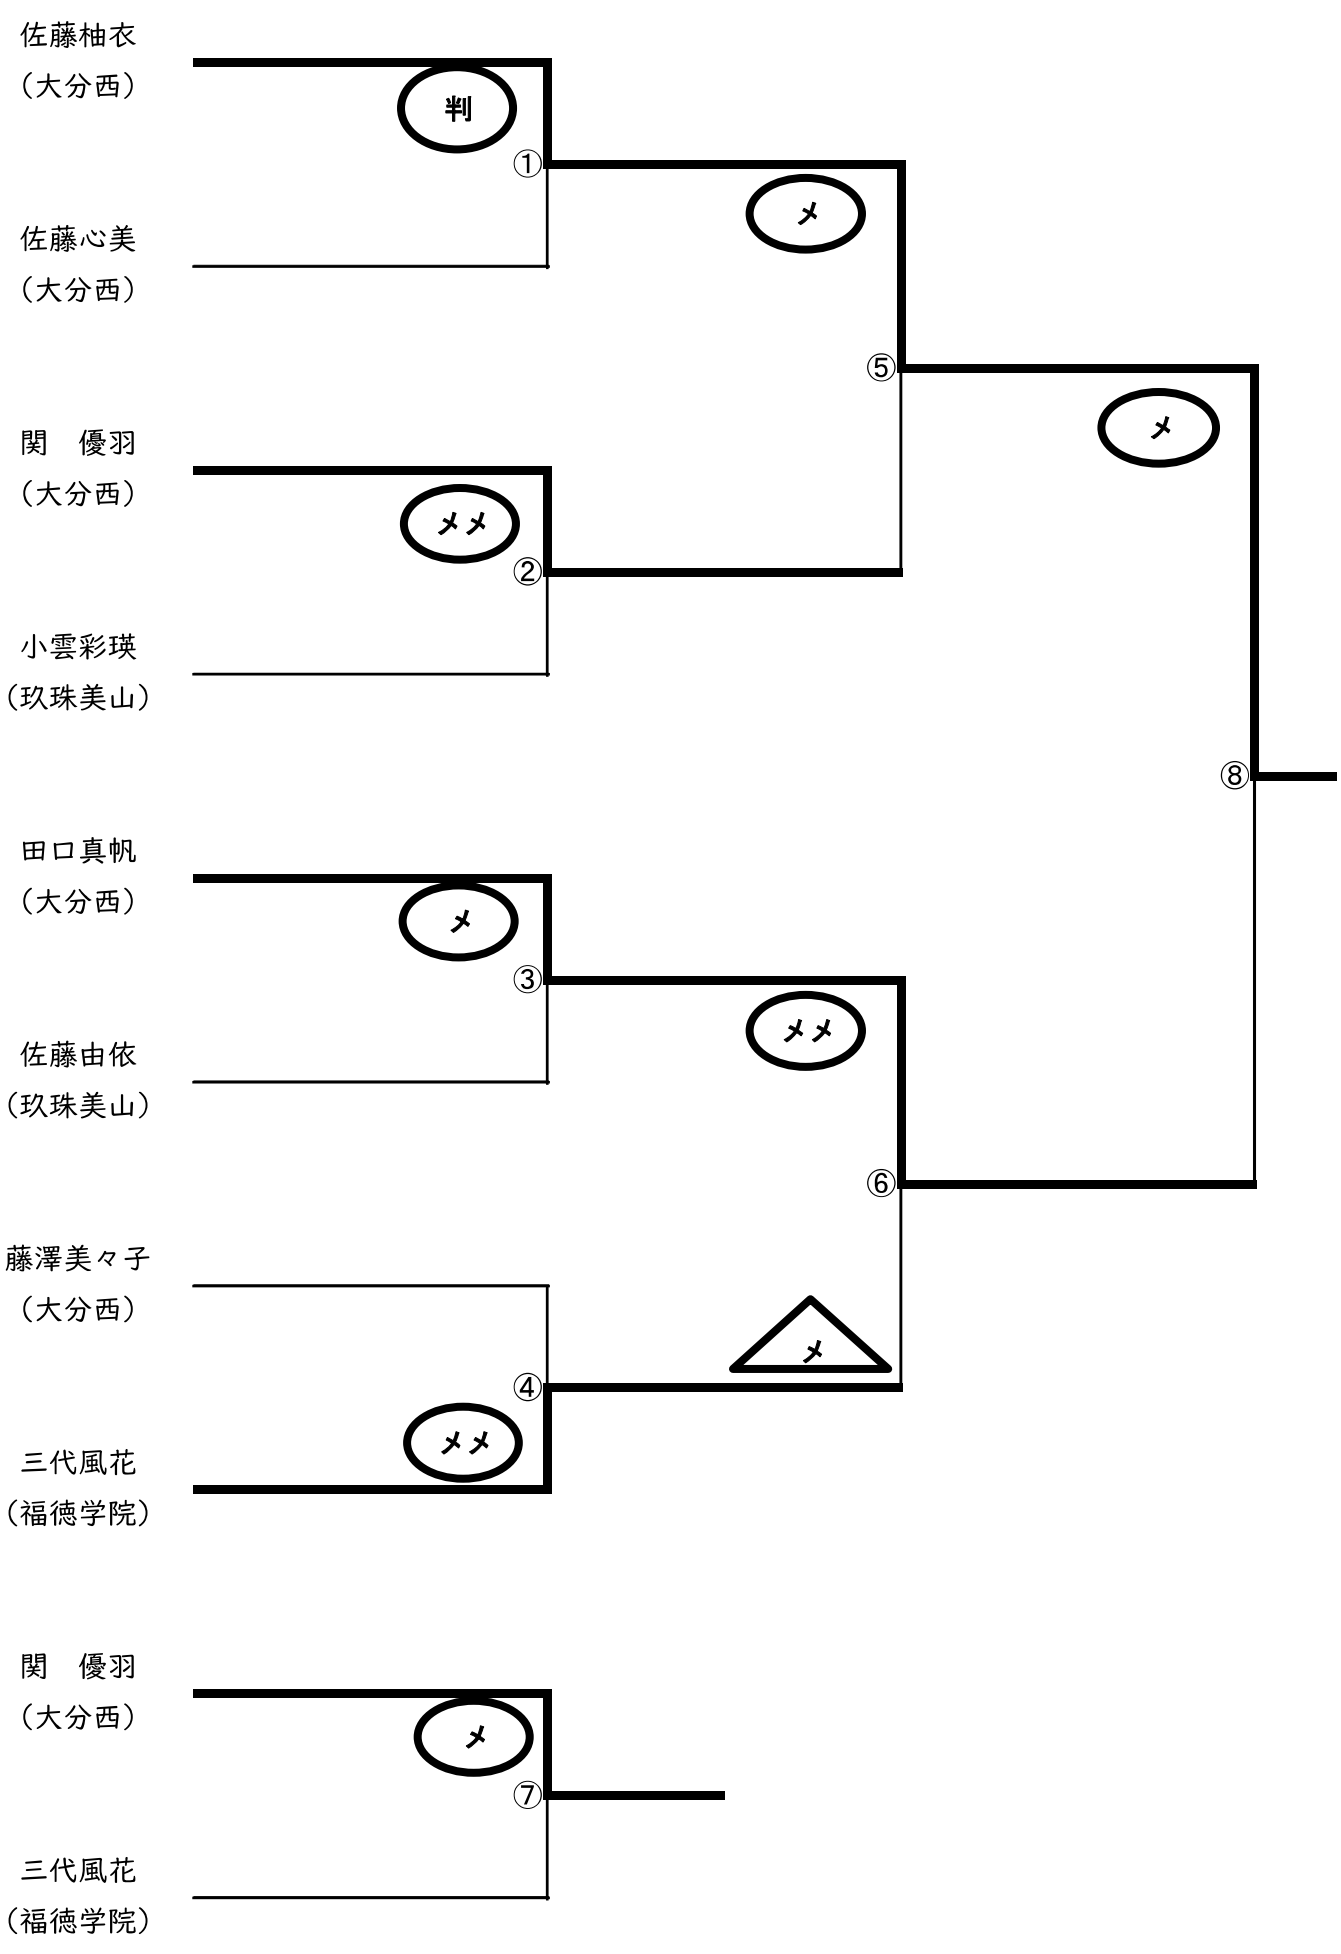 佐藤柚衣
（大分西）
判
①
佐藤心美
（大分西）
メ
⑤
関　優羽
（大分西）
メメ
②
メ
小雲彩瑛
（玖珠美山）
⑧
田口真帆
（大分西）
メ
③
メメ
佐藤由依
（玖珠美山）
⑥
藤澤美々子
（大分西）
メ
④
メメ
三代風花
（福徳学院）
関　優羽
（大分西）
メ
⑦
三代風花
（福徳学院）